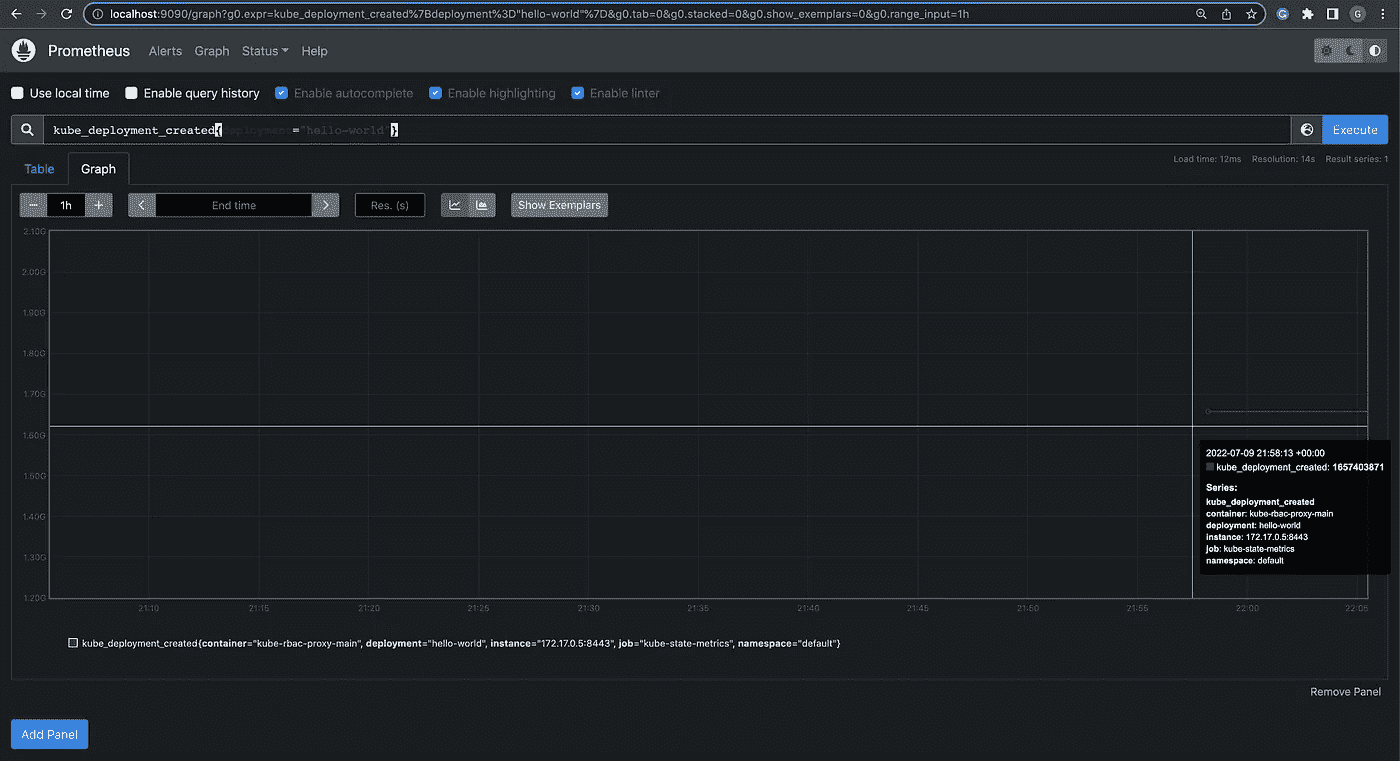 localhost:9090/graph?g0.expr=kube_deployment_created%7Bdeployment%3D"hello-world"%7D&g0.tab=0&g0.stacked=0&g0.show_exemplars=0&g0.range_input=1h
G
Prometheus Alerts Graph Status Help
Use local time Enable query history Enable autocomplete Enable highlighting Enable linter
kube_deployment_created{deployment="hello-world"} Execute
Load time: 12ms Resolution: 14s Result series: 1
Table Graph
− 1h + End time Res. (s) Show Exemplars
2.10G
2.00G
1.90G
1.80G
1.70G
1.60G
1.50G
1.40G
1.30G
1.20G
2022-07-09 21:58:13 +00:00
kube_deployment_created: 1657403871
Series:
kube_deployment_created
container: kube-rbac-proxy-main
deployment: hello-world
instance: 172.17.0.5:8443
job: kube-state-metrics
namespace: default
21:10 21:15 21:20 21:25 21:30 21:35 21:40 21:45 21:50 21:55 22:00 22:05
kube_deployment_created{container="kube-rbac-proxy-main", deployment="hello-world", instance="172.17.0.5:8443", job="kube-state-metrics", namespace="default"}
Remove Panel
Add Panel